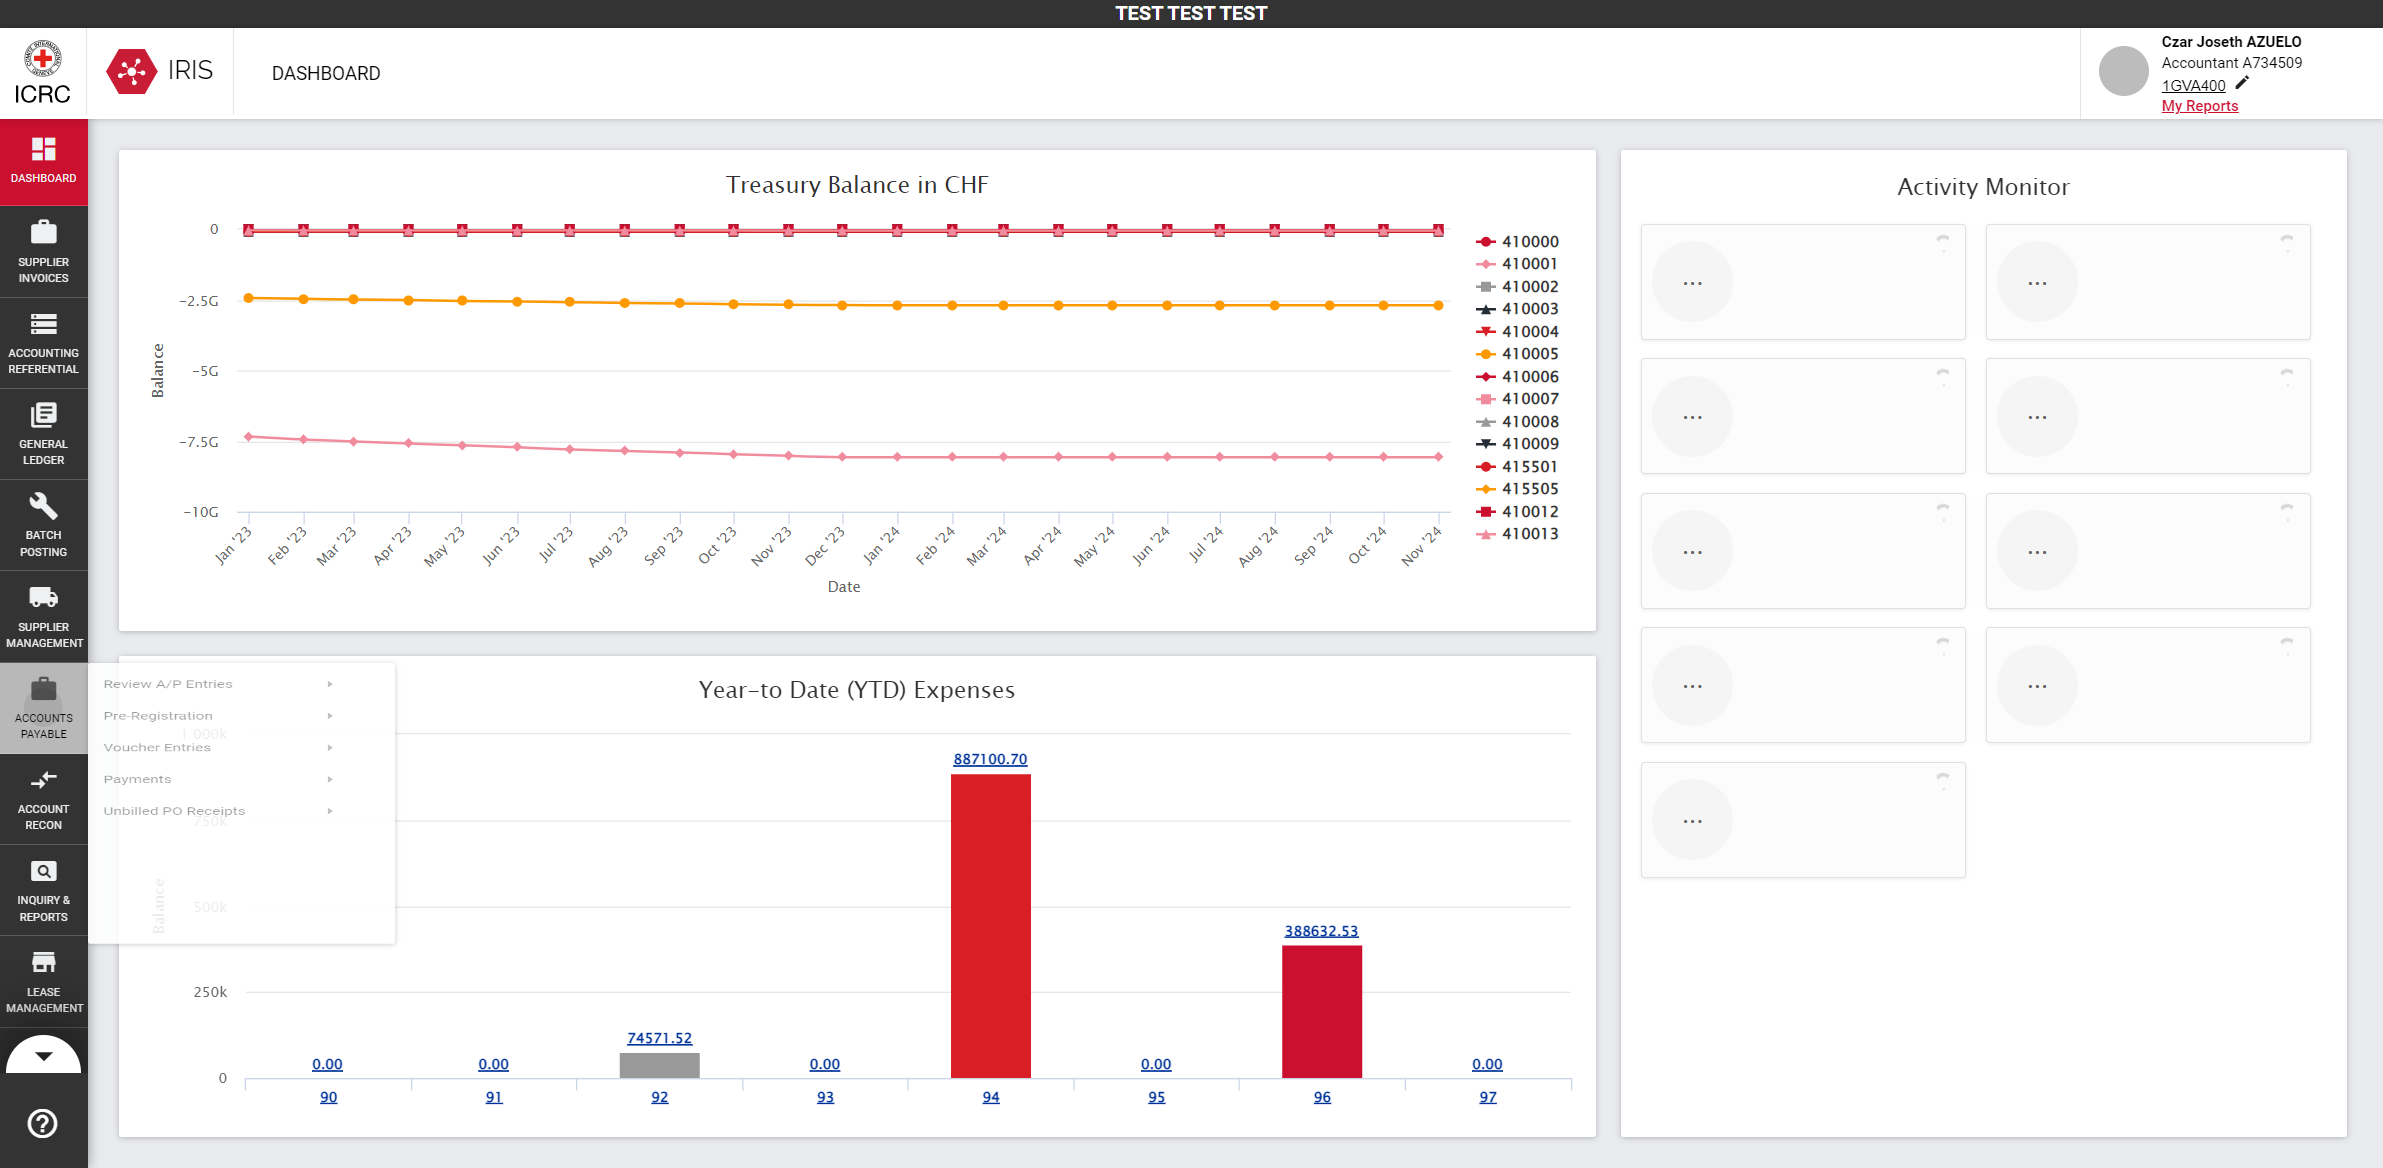 TEST TEST TEST
ICRC
IRIS
DASHBOARD
Czar Joseth AZUELO
Accountant A734509
1GVA400
My Reports
DASHBOARD
SUPPLIER
INVOICES
ACCOUNTING
REFERENTIAL
GENERAL
LEDGER
BATCH
POSTING
SUPPLIER
MANAGEMENT
ACCOUNTS
PAYABLE
ACCOUNT
RECON
INQUIRY &
REPORTS
LEASE
MANAGEMENT
Review A/P Entries
Pre-Registration
Voucher Entries
Payments
Unbilled PO Receipts
Treasury Balance in CHF
Balance
0
−2.5G
−5G
−7.5G
−10G
Jan '23
Feb '23
Mar '23
Apr '23
May '23
Jun '23
Jul '23
Aug '23
Sep '23
Oct '23
Nov '23
Dec '23
Jan '24
Feb '24
Mar '24
Apr '24
May '24
Jun '24
Jul '24
Aug '24
Sep '24
Oct '24
Nov '24
Date
410000
410001
410002
410003
410004
410005
410006
410007
410008
410009
415501
415505
410012
410013
Year-to Date (YTD) Expenses
Balance
1 000k
750k
500k
250k
0
0.00
0.00
74571.52
0.00
887100.70
0.00
388632.53
0.00
90
91
92
93
94
95
96
97
Activity Monitor
...
...
...
...
...
...
...
...
...